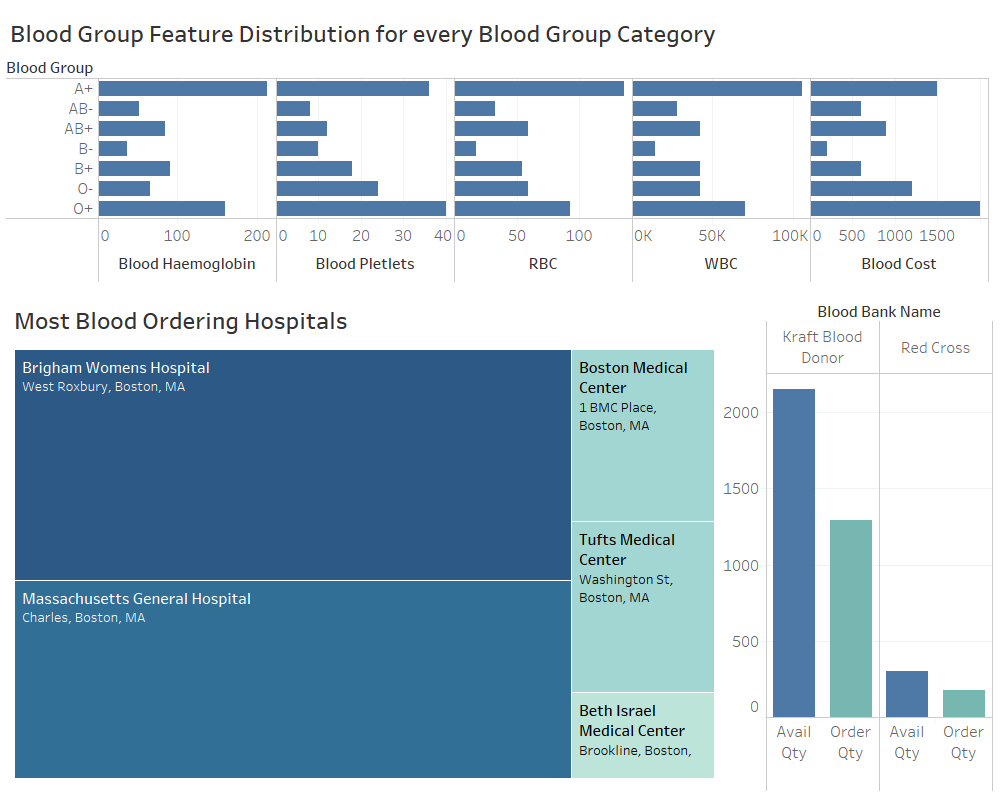 Blood Group Feature Distribution for every Blood Group Category
Blood Group
A+
AB-
AB+
B-
B+
O-
O+
0 100 200 0 10 20 30 40 0 50 100 0K 50K 100K 0 500 1000 1500
Blood Haemoglobin Blood Pletlets RBC WBC Blood Cost
Most Blood Ordering Hospitals
Brigham Womens Hospital
West Roxbury, Boston, MA
Massachusetts General Hospital
Charles, Boston, MA
Boston Medical
Center
1 BMC Place,
Boston, MA
Tufts Medical
Center
Washington St,
Boston, MA
Beth Israel
Medical Center
Brookline, Boston,
Blood Bank Name
Kraft Blood
Donor
Red Cross
2000
1500
1000
500
0
Avail
Qty
Order
Qty
Avail
Qty
Order
Qty